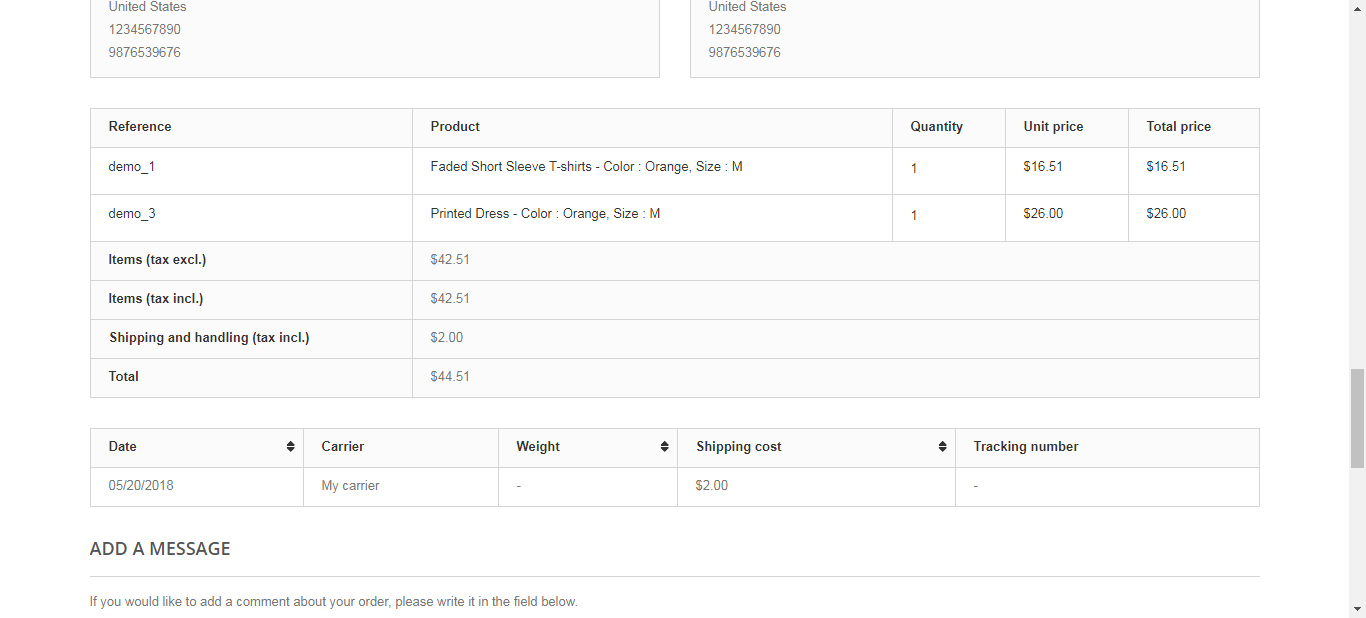 United States United States
1234567890 1234567890
9876539676 9876539676
Reference Product Quantity Unit price Total price
demo_1 Faded Short Sleeve T-shirts - Color : Orange, Size : M 1 $16.51 $16.51
demo_3 Printed Dress - Color : Orange, Size : M 1 $26.00 $26.00
Items (tax excl.) $42.51
Items (tax incl.) $42.51
Shipping and handling (tax incl.) $2.00
Total $44.51
Date Carrier Weight Shipping cost Tracking number
05/20/2018 My carrier - $2.00 -
ADD A MESSAGE
If you would like to add a comment about your order, please write it in the field below.